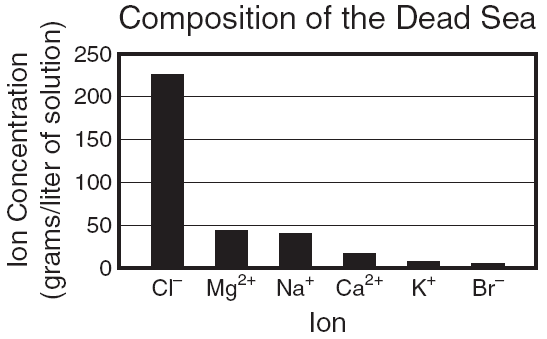 Composition of the Dead Sea
Ion Concentration
(grams/liter of solution)
250
200
150
100
50
0
Cl⁻ Mg²⁺ Na⁺ Ca²⁺ K⁺ Br⁻
Ion